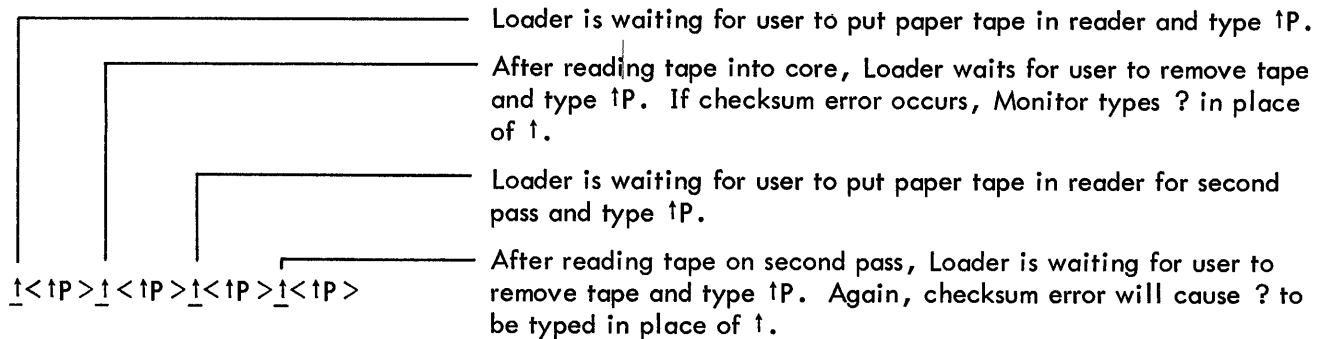 Loader is waiting for user to put paper tape in reader and type ↑P.
After reading tape into core, Loader waits for user to remove tape
and type ↑P. If checksum error occurs, Monitor types ? in place
of ↑.
Loader is waiting for user to put paper tape in reader for second
pass and type ↑P.
After reading tape on second pass, Loader is waiting for user to
remove tape and type ↑P. Again, checksum error will cause ? to
be typed in place of ↑.
↑<↑P>↑<↑P>↑<↑P>↑<↑P>